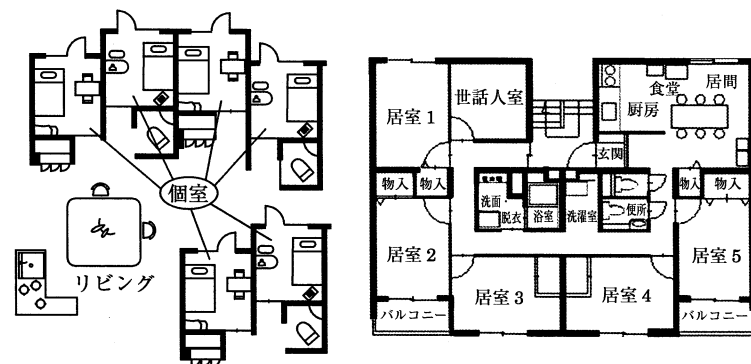 個室
リビング
居室1
世話人室
厨房
食堂
居間
玄関
物入
物入
洗面
脱衣
浴室
洗濯室
便所
物入
物入
居室2
居室3
居室4
居室5
バルコニー
バルコニー